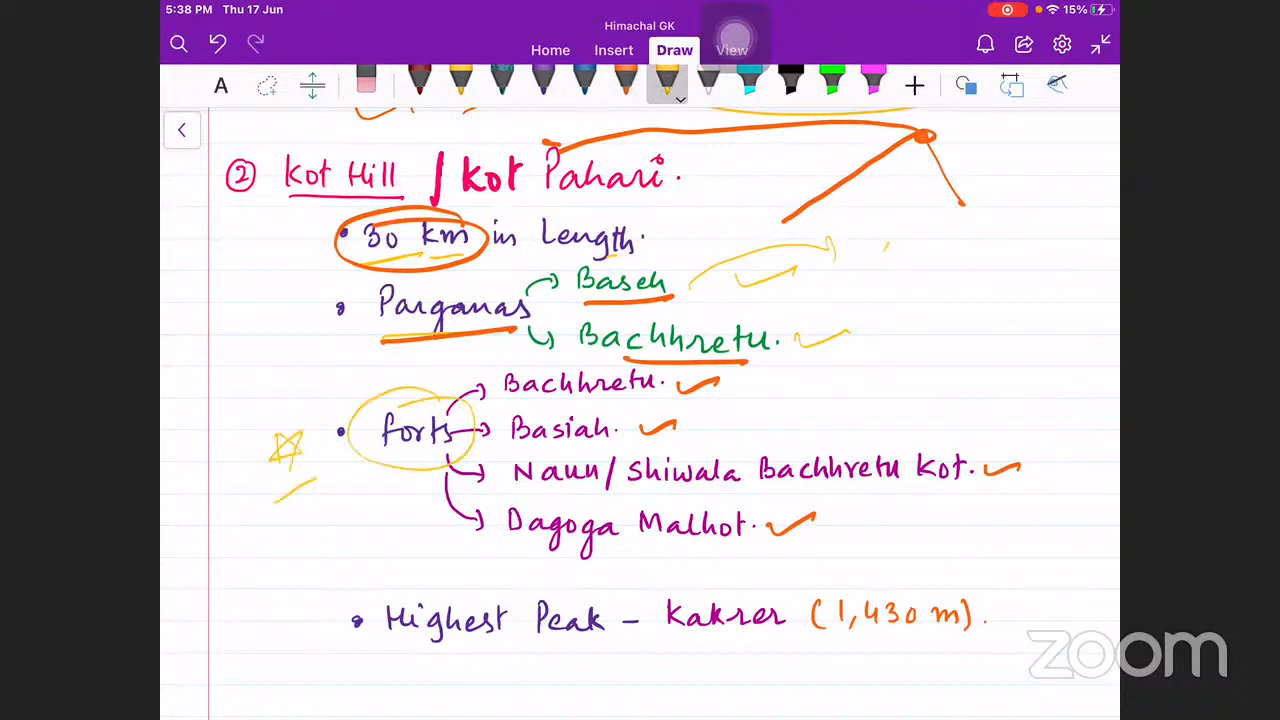 5:38 PM Thu 17 Jun
15%
Himachal GK
Home Insert Draw View
A
② Kot Hill / Kot Pahari.
• 30 km in Length.
• Parganas
Baseh
Bachhretu.
• forts
Bachhretu.
Basiah.
Naun/Shiwala Bachhretu Kot.
Dagoga Malhot.
• Highest Peak – Kakrer (1,430 m).
zoom